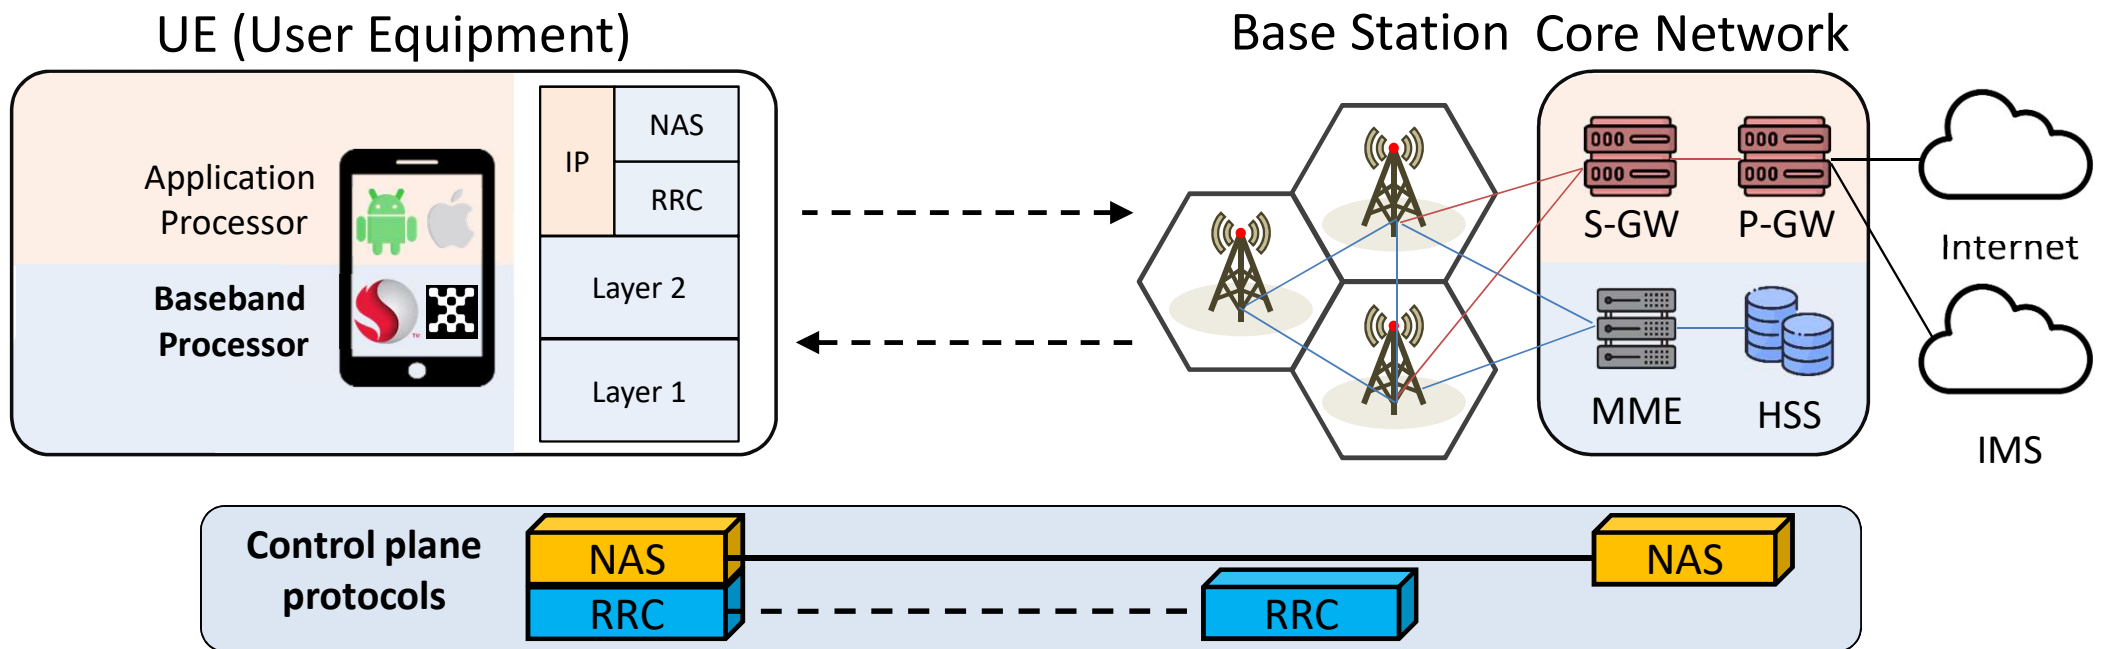 UE (User Equipment)
Base Station
Core Network
Application
Processor
Baseband
Processor
TM
IP
NAS
RRC
Layer 2
Layer 1
S-GW
P-GW
MME
HSS
Internet
IMS
Control plane
protocols
NAS
RRC
RRC
NAS